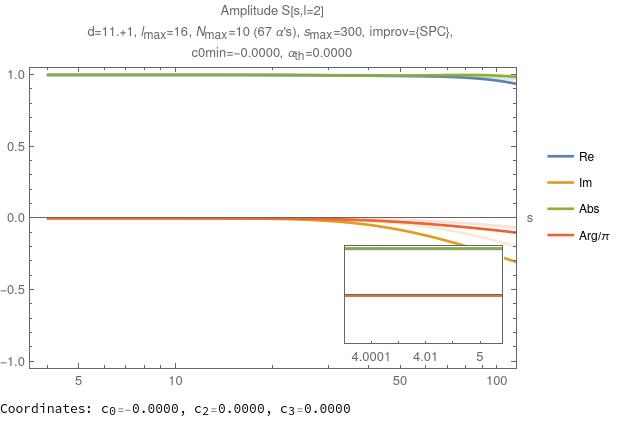 Amplitude S[s,l=2]
d=11.+1, lmax=16, Nmax=10 (67 α's), smax=300, improv={SPC},
c0min=−0.0000, αth=0.0000
1.0
0.5
0.0
−0.5
−1.0
s
Re
Im
Abs
Arg/π
4.0001 4.01 5
5 10 50 100
Coordinates: c0=-0.0000, c2=0.0000, c3=0.0000